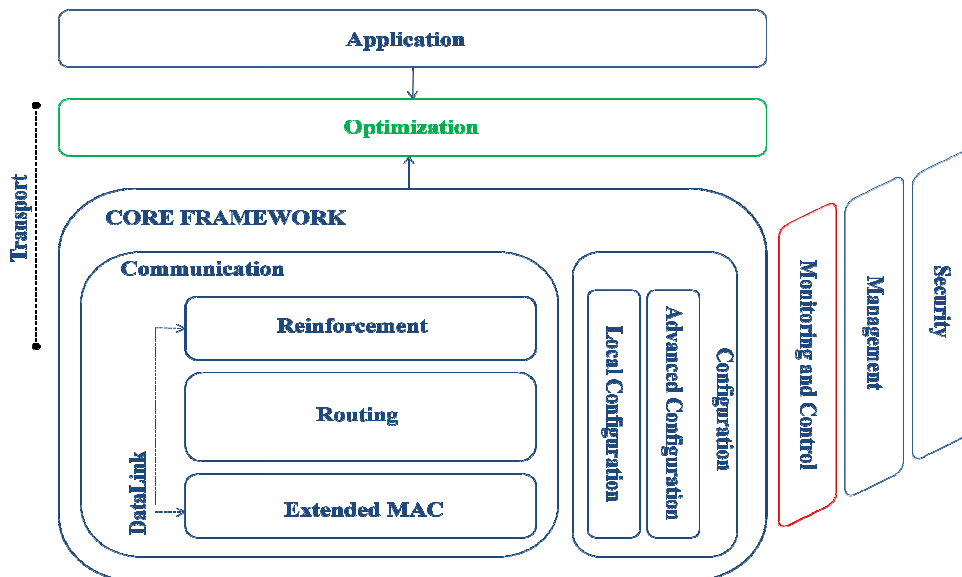 Application
Optimization
Transport
CORE FRAMEWORK
Communication
Reinforcement
Routing
Extended MAC
DataLink
Local Configuration
Advanced Configuration
Configuration
Monitoring and Control
Management
Security